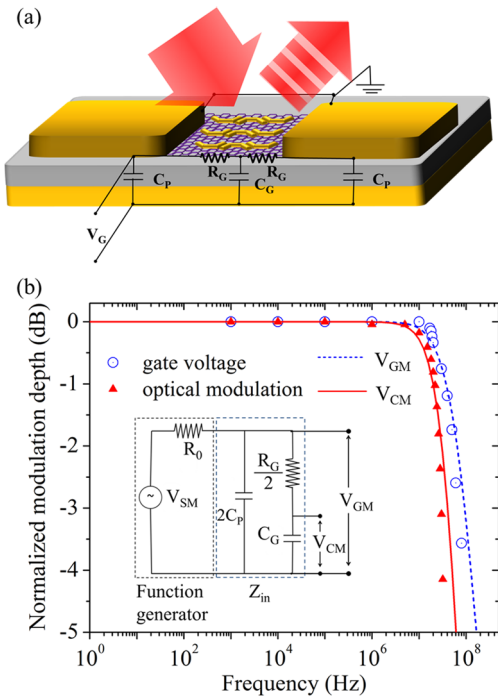 (a)
C_P
R_G
R_G
C_G
C_P
V_G
(b)
Normalized modulation depth (dB)
0
-1
-2
-3
-4
-5
gate voltage
optical modulation
V_GM
V_CM
R_0
V_SM
2C_P
R_G
2
C_G
V_CM
V_GM
Function
generator
Z_in
10^0
10^2
10^4
10^6
10^8
Frequency (Hz)
~